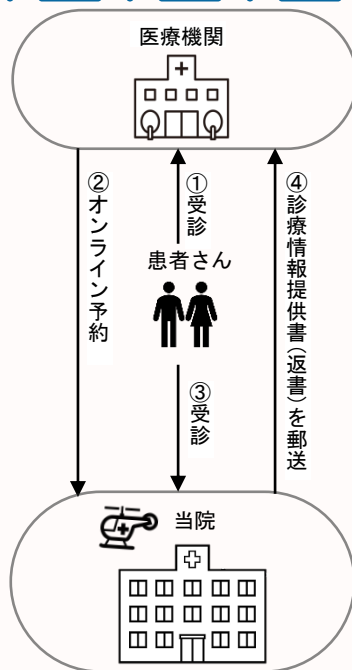 医療機関
①受診
②オンライン予約
④診療情報提供書(返書)を郵送
患者さん
③受診
当院